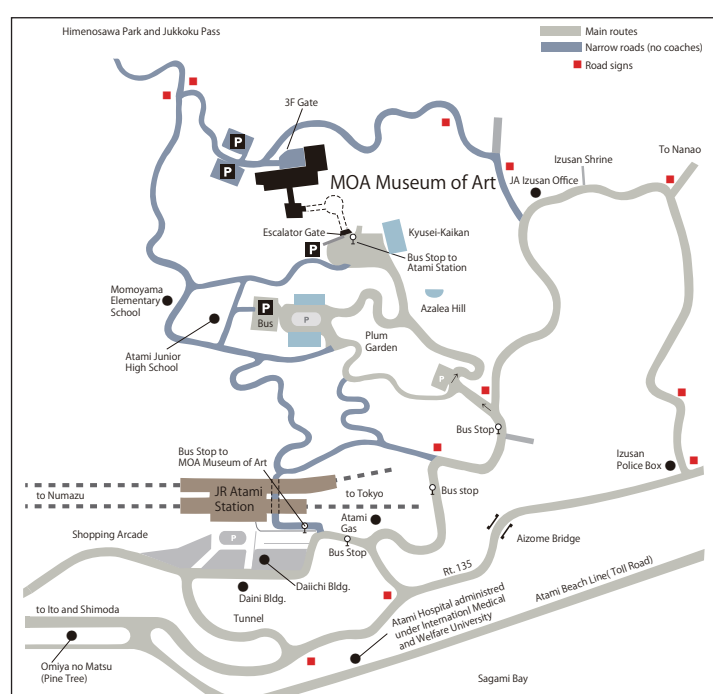 Himenosawa Park and Jukkoku Pass
Main routes
Narrow roads (no coaches)
Road signs
3F Gate
P
P
MOA Museum of Art
Izusan Shrine
To Nanao
JA Izusan Office
Escalator Gate
Kyusei-Kaikan
P
Bus Stop to
Atami Station
Momoyama
Elementary
School
P
Bus
P
Azalea Hill
Atami Junior
High School
Plum
Garden
P
Bus Stop
Bus Stop to
MOA Museum of Art
Izusan
Police Box
to Numazu
JR Atami
Station
to Tokyo
Bus stop
Shopping Arcade
P
Atami
Gas
Bus Stop
Aizome Bridge
Daiichi Bldg.
Daini Bldg.
Rt. 135
Tunnel
Atami Beach Line( Toll Road)
to Ito and Shimoda
Atami Hospital administred
under Internationl Medical
and Welfare University
Omiya no Matsu
(Pine Tree)
Sagami Bay